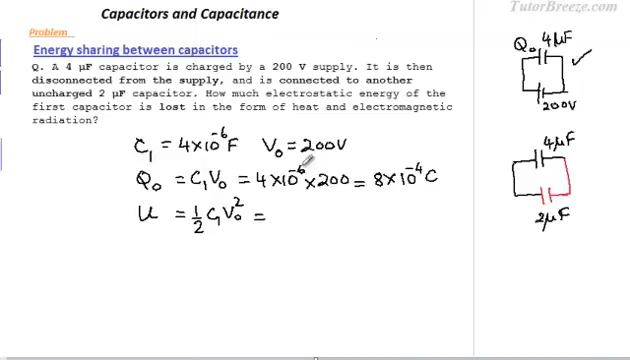 Capacitors and Capacitance
TutorBreeze.com
Problem
Energy sharing between capacitors
Q. A 4 μF capacitor is charged by a 200 V supply. It is then
disconnected from the supply, and is connected to another
uncharged 2 μF capacitor. How much electrostatic energy of the
first capacitor is lost in the form of heat and electromagnetic
radiation?
C₁ = 4×10⁻⁶F V₀ = 200V
Q₀ = C₁V₀ = 4×10⁻⁶×200 = 8×10⁻⁴ C
U = 1/2 C₁V₀² =
Q₀ 4μF
200V
4μF
2μF